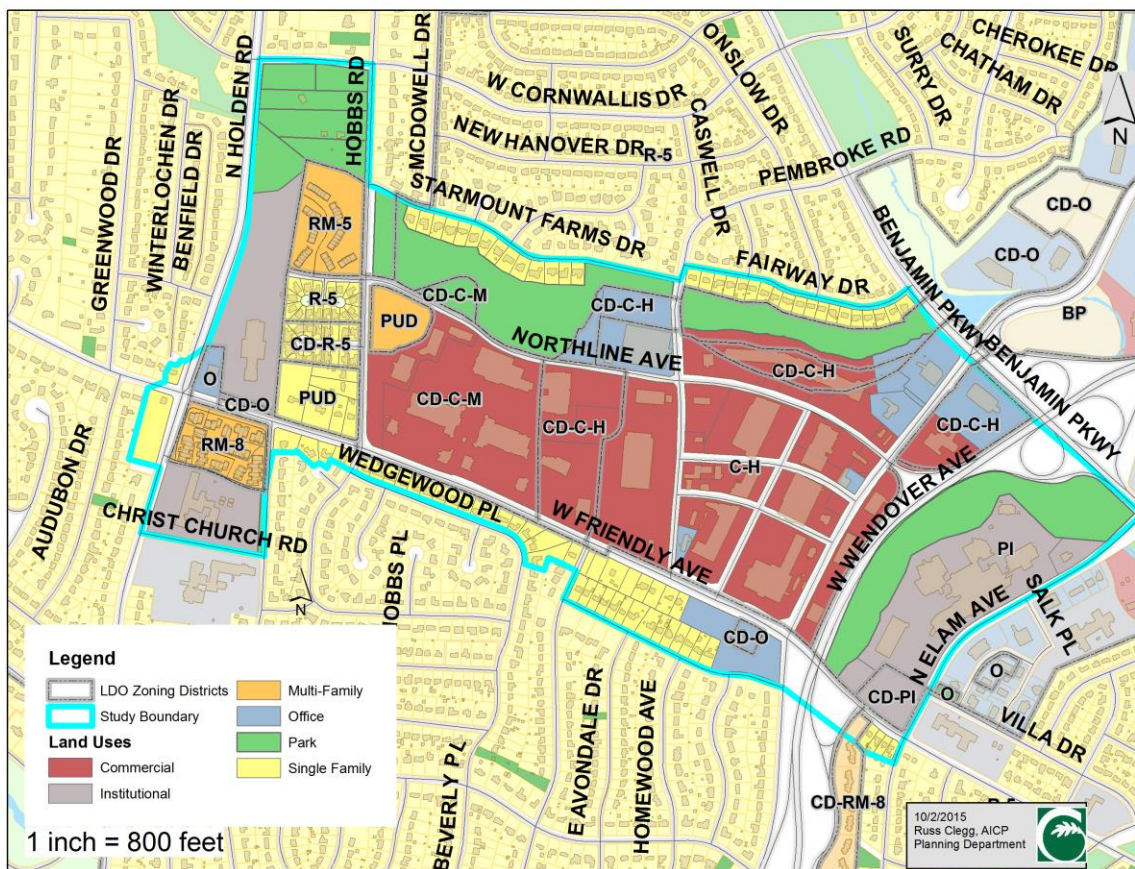 CHEROKEE DR
CHATHAM DR
SURRY DR
ONSLOW DR
W CORNWALLIS DR
MCDOWELL DR
HOBBS RD
N HOLDEN RD
NEW HANOVER DR
R-5
CASWELL DR
PEMBROKE RD
N
STARMOUNT FARMS DR
GREENWOOD DR
WINTERLOCHEN DR
BENFIELD DR
CD-O
RM-5
FAIRWAY DR
BENJAMIN PKWY
BENJAMIN PKWY
CD-O
R-5
CD-C-M
CD-C-H
BP
PUD
CD-R-5
NORTHLINE AVE
CD-C-H
O
CD-O
PUD
CD-C-M
CD-C-H
CD-C-H
RM-8
AUDUBON DR
WEDGEWOOD PL
C-H
W WENDOVER AVE
CHRIST CHURCH RD
W FRIENDLY AVE
PI
SALK PL
N
HOBBS PL
N ELAM AVE
CD-O
CD-PI
O
O
VILLA DR
E AVONDALE DR
HOMEWOOD AVE
BEVERLY PL
CD-RM-8
Legend
LDO Zoning Districts
Study Boundary
Land Uses
Commercial
Institutional
Multi-Family
Office
Park
Single Family
1 inch = 800 feet
10/2/2015
Russ Clegg, AICP
Planning Department